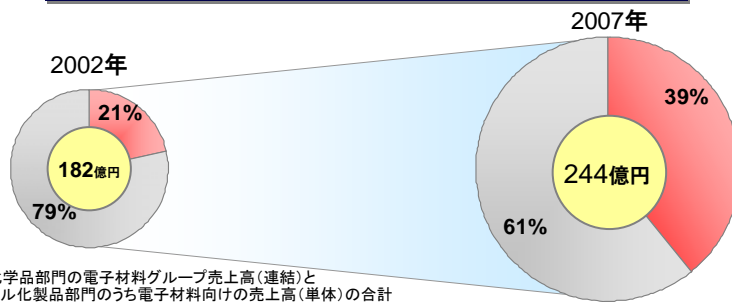 2007年
2002年
21%
39%
182億円
244億円
79%
61%
化学品部門の電子材料グループ売上高(連結)と
ル化製品部門のうち電子材料向けの売上高(単体)の合計